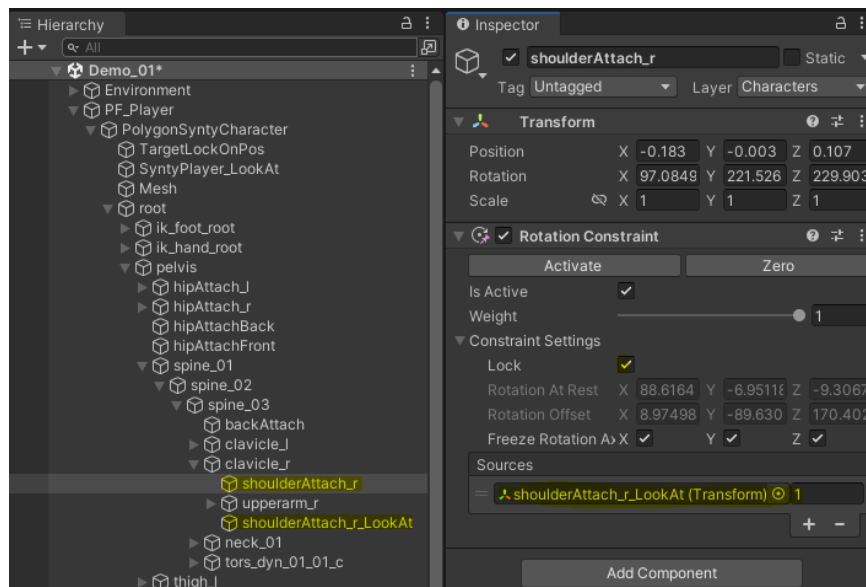 Hierarchy
All
Demo_01*
Environment
PF_Player
PolygonSyntyCharacter
TargetLockOnPos
SyntyPlayer_LookAt
Mesh
root
ik_foot_root
ik_hand_root
pelvis
hipAttach_l
hipAttach_r
hipAttachBack
hipAttachFront
spine_01
spine_02
spine_03
backAttach
clavicle_l
clavicle_r
shoulderAttach_r
upperarm_r
shoulderAttach_r_LookAt
neck_01
tors_dyn_01_01_c
thigh_l
Inspector
shoulderAttach_r Static
Tag Untagged Layer Characters
Transform
Position X -0.183 Y -0.003 Z 0.107
Rotation X 97.0849 Y 221.526 Z 229.903
Scale X 1 Y 1 Z 1
Rotation Constraint
Activate Zero
Is Active
Weight 1
Constraint Settings
Lock
Rotation At Rest X 88.6164 Y -6.95118 Z -9.3067
Rotation Offset X 8.97498 Y -89.630 Z 170.402
Freeze Rotation A X Y Z
Sources
shoulderAttach_r_LookAt (Transform) 1
+ -
Add Component